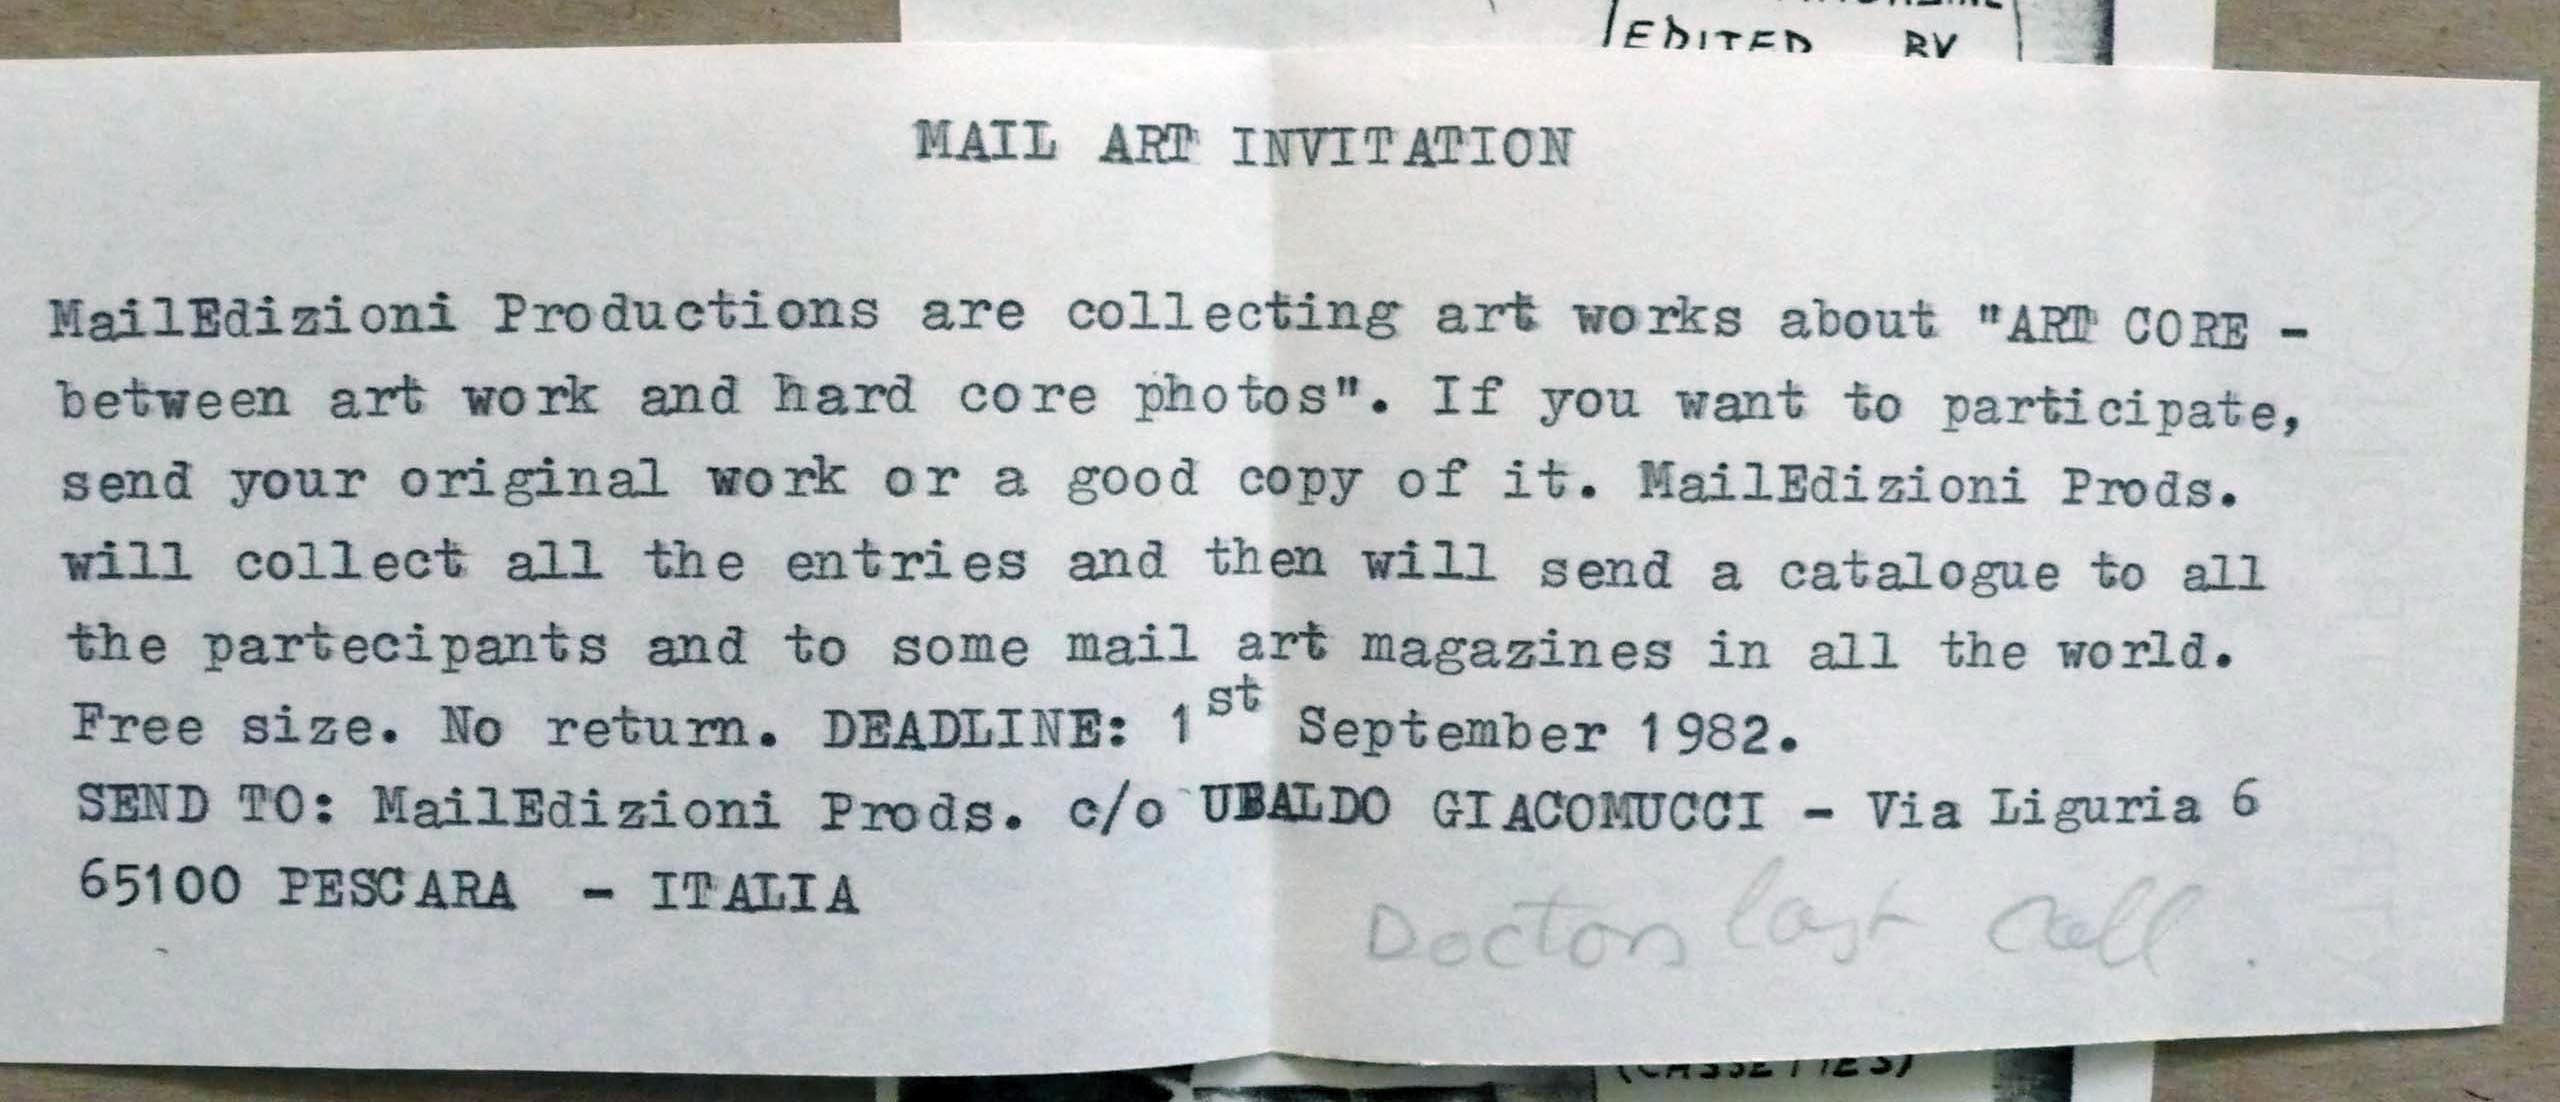 EDITED BY
MAIL ART INVITATION
MailEdizioni Productions are collecting art works about "ART CORE -
between art work and hard core photos". If you want to participate,
send your original work or a good copy of it. MailEdizioni Prods.
will collect all the entries and then will send a catalogue to all
the partecipants and to some mail art magazines in all the world.
Free size. No return. DEADLINE: 1st September 1982.
SEND TO: MailEdizioni Prods. c/o UBALDO GIACOMUCCI - Via Liguria 6
65100 PESCARA - ITALIA
Doctors last call.
(CASSETTES)